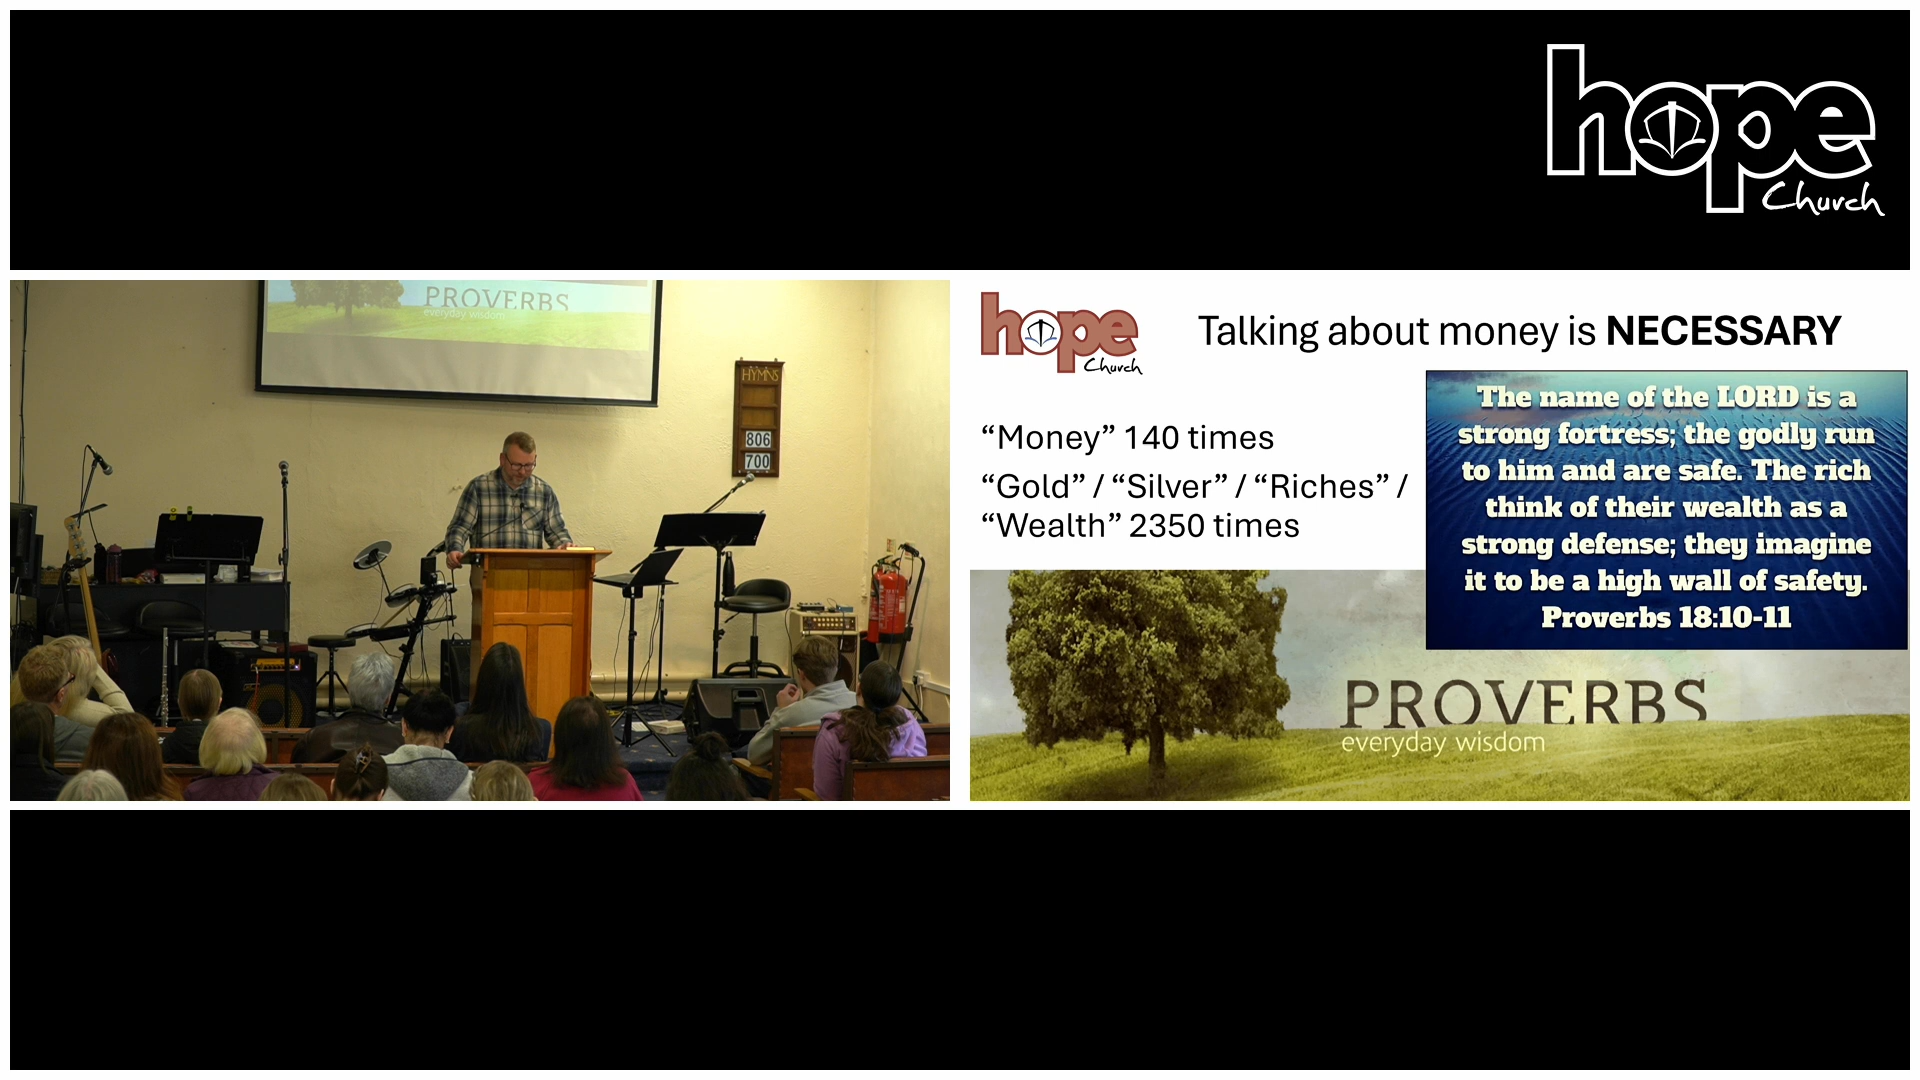 hope
Church
PROVERBS
everyday wisdom
HYMNS
806
700
hope
Church
Talking about money is NECESSARY
“Money” 140 times
“Gold” / “Silver” / “Riches” /
“Wealth” 2350 times
The name of the LORD is a
strong fortress; the godly run
to him and are safe. The rich
think of their wealth as a
strong defense; they imagine
it to be a high wall of safety.
Proverbs 18:10-11
PROVERBS
everyday wisdom